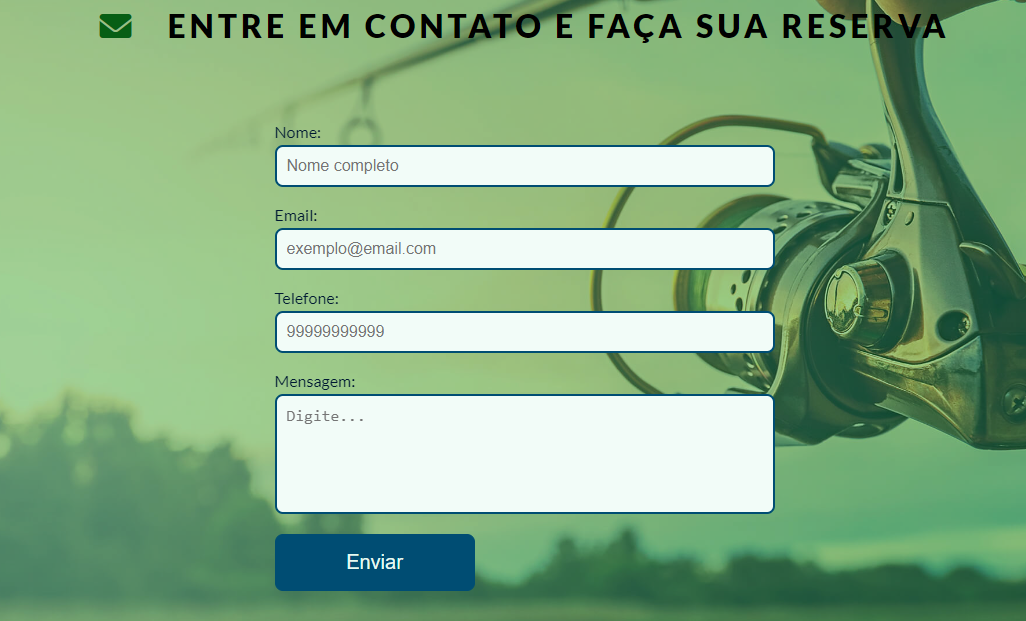 ENTRE EM CONTATO E FAÇA SUA RESERVA
Nome:
Nome completo
Email:
exemplo@email.com
Telefone:
99999999999
Mensagem:
Digite...
Enviar